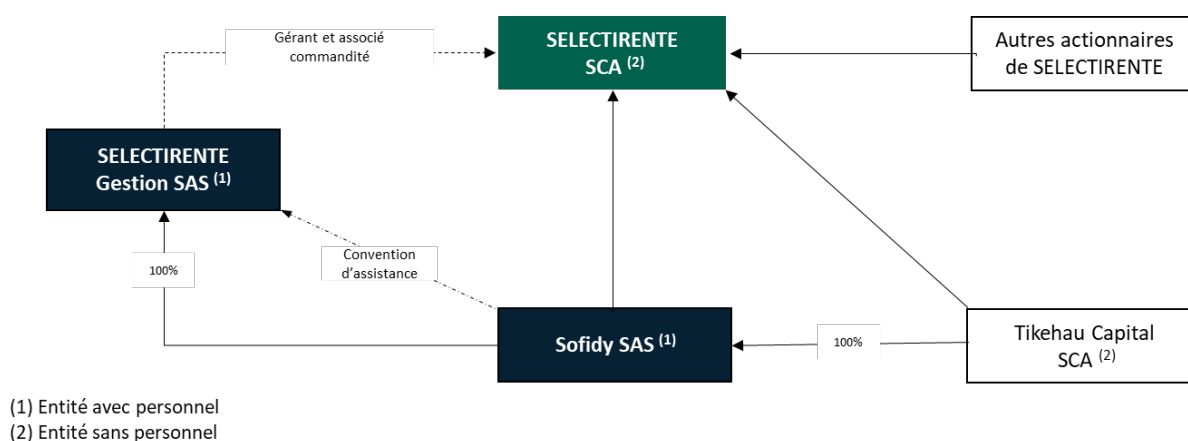 Gérant et associé
commandité
SELECTIRENTE
SCA (2)
Autres actionnaires
de SELECTIRENTE
SELECTIRENTE
Gestion SAS (1)
100%
Convention
d'assistance
Sofidy SAS (1)
100%
Tikehau Capital
SCA (2)
(1) Entité avec personnel
(2) Entité sans personnel